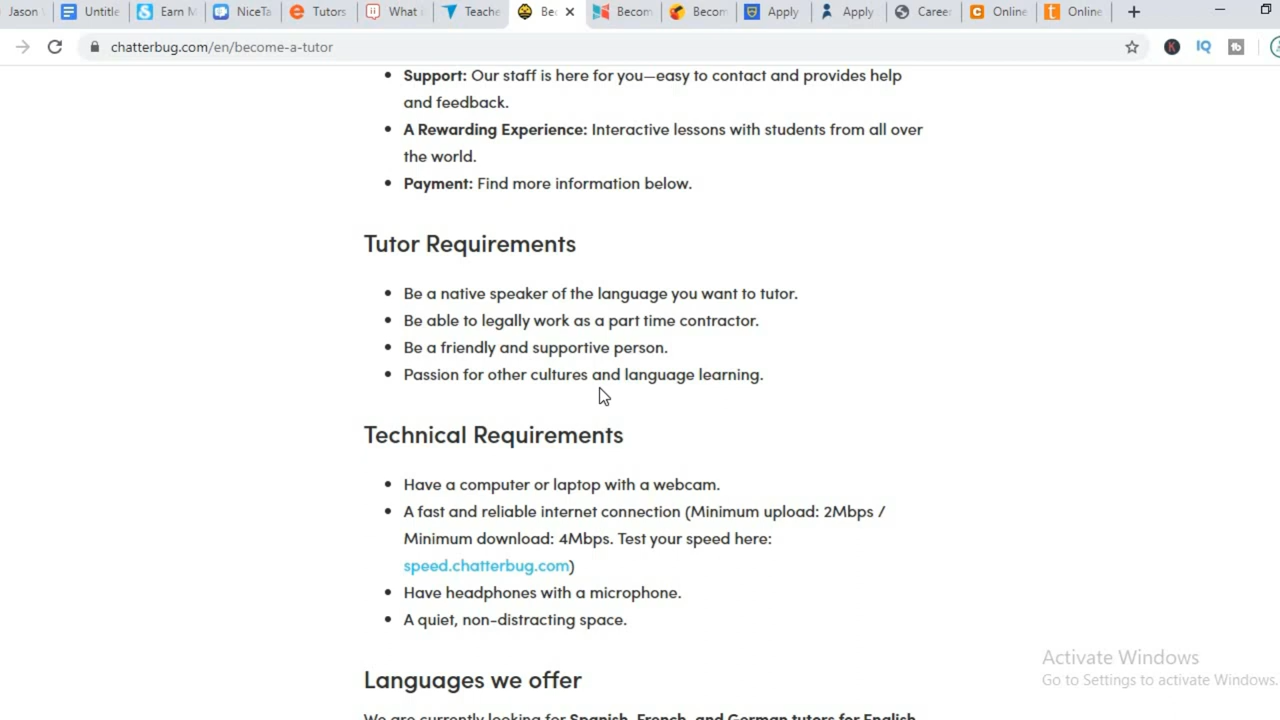 Jason Untitle Earn M NiceTa Tutors What Teache Bec Becom Becom Apply Apply Caree Online Online
chatterbug.com/en/become-a-tutor
Support: Our staff is here for you—easy to contact and provides help
and feedback.
A Rewarding Experience: Interactive lessons with students from all over
the world.
Payment: Find more information below.
Tutor Requirements
Be a native speaker of the language you want to tutor.
Be able to legally work as a part time contractor.
Be a friendly and supportive person.
Passion for other cultures and language learning.
Technical Requirements
Have a computer or laptop with a webcam.
A fast and reliable internet connection (Minimum upload: 2Mbps /
Minimum download: 4Mbps. Test your speed here:
speed.chatterbug.com)
Have headphones with a microphone.
A quiet, non-distracting space.
Activate Windows
Go to Settings to activate Windows.
Languages we offer
We are currently looking for Spanish, French, and German tutors for English